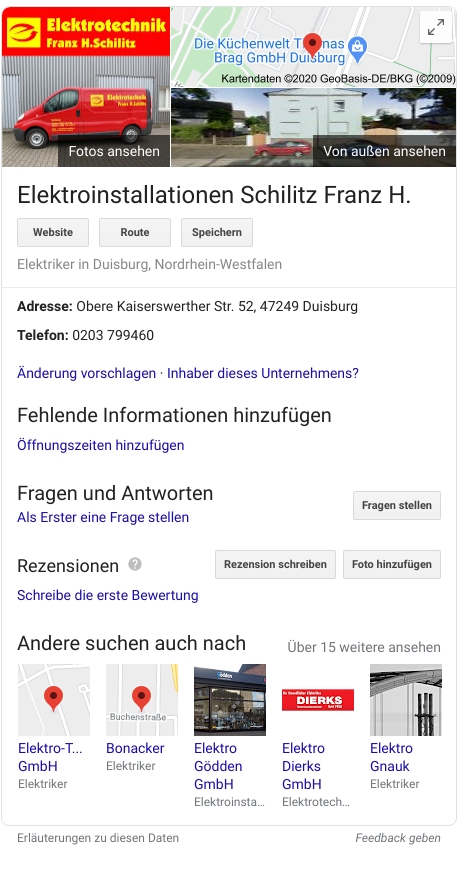 Elektrotechnik
Franz H.Schilitz
Die Küchenwelt Thomas
Brag GmbH Duisburg
Kartendaten ©2020 GeoBasis-DE/BKG (©2009)
Elektrotechnik
Franz H.Schilitz
Fotos ansehen
Von außen ansehen
Elektroinstallationen Schilitz Franz H.
Website Route Speichern
Elektriker in Duisburg, Nordrhein-Westfalen
Adresse: Obere Kaiserswerther Str. 52, 47249 Duisburg
Telefon: 0203 799460
Änderung vorschlagen · Inhaber dieses Unternehmens?
Fehlende Informationen hinzufügen
Öffnungszeiten hinzufügen
Fragen und Antworten
Fragen stellen
Als Erster eine Frage stellen
Rezensionen ?
Rezension schreiben Foto hinzufügen
Schreibe die erste Bewertung
Andere suchen auch nach
Über 15 weitere ansehen
Buchenstraße
Gödden
DIERKS
Elektro-T...
GmbH
Elektriker
Bonacker
Elektriker
Elektro
Gödden
GmbH
Elektroinsta...
Elektro
Dierks
GmbH
Elektrotech...
Elektro
Gnauk
Elektriker
Erläuterungen zu diesen Daten
Feedback geben